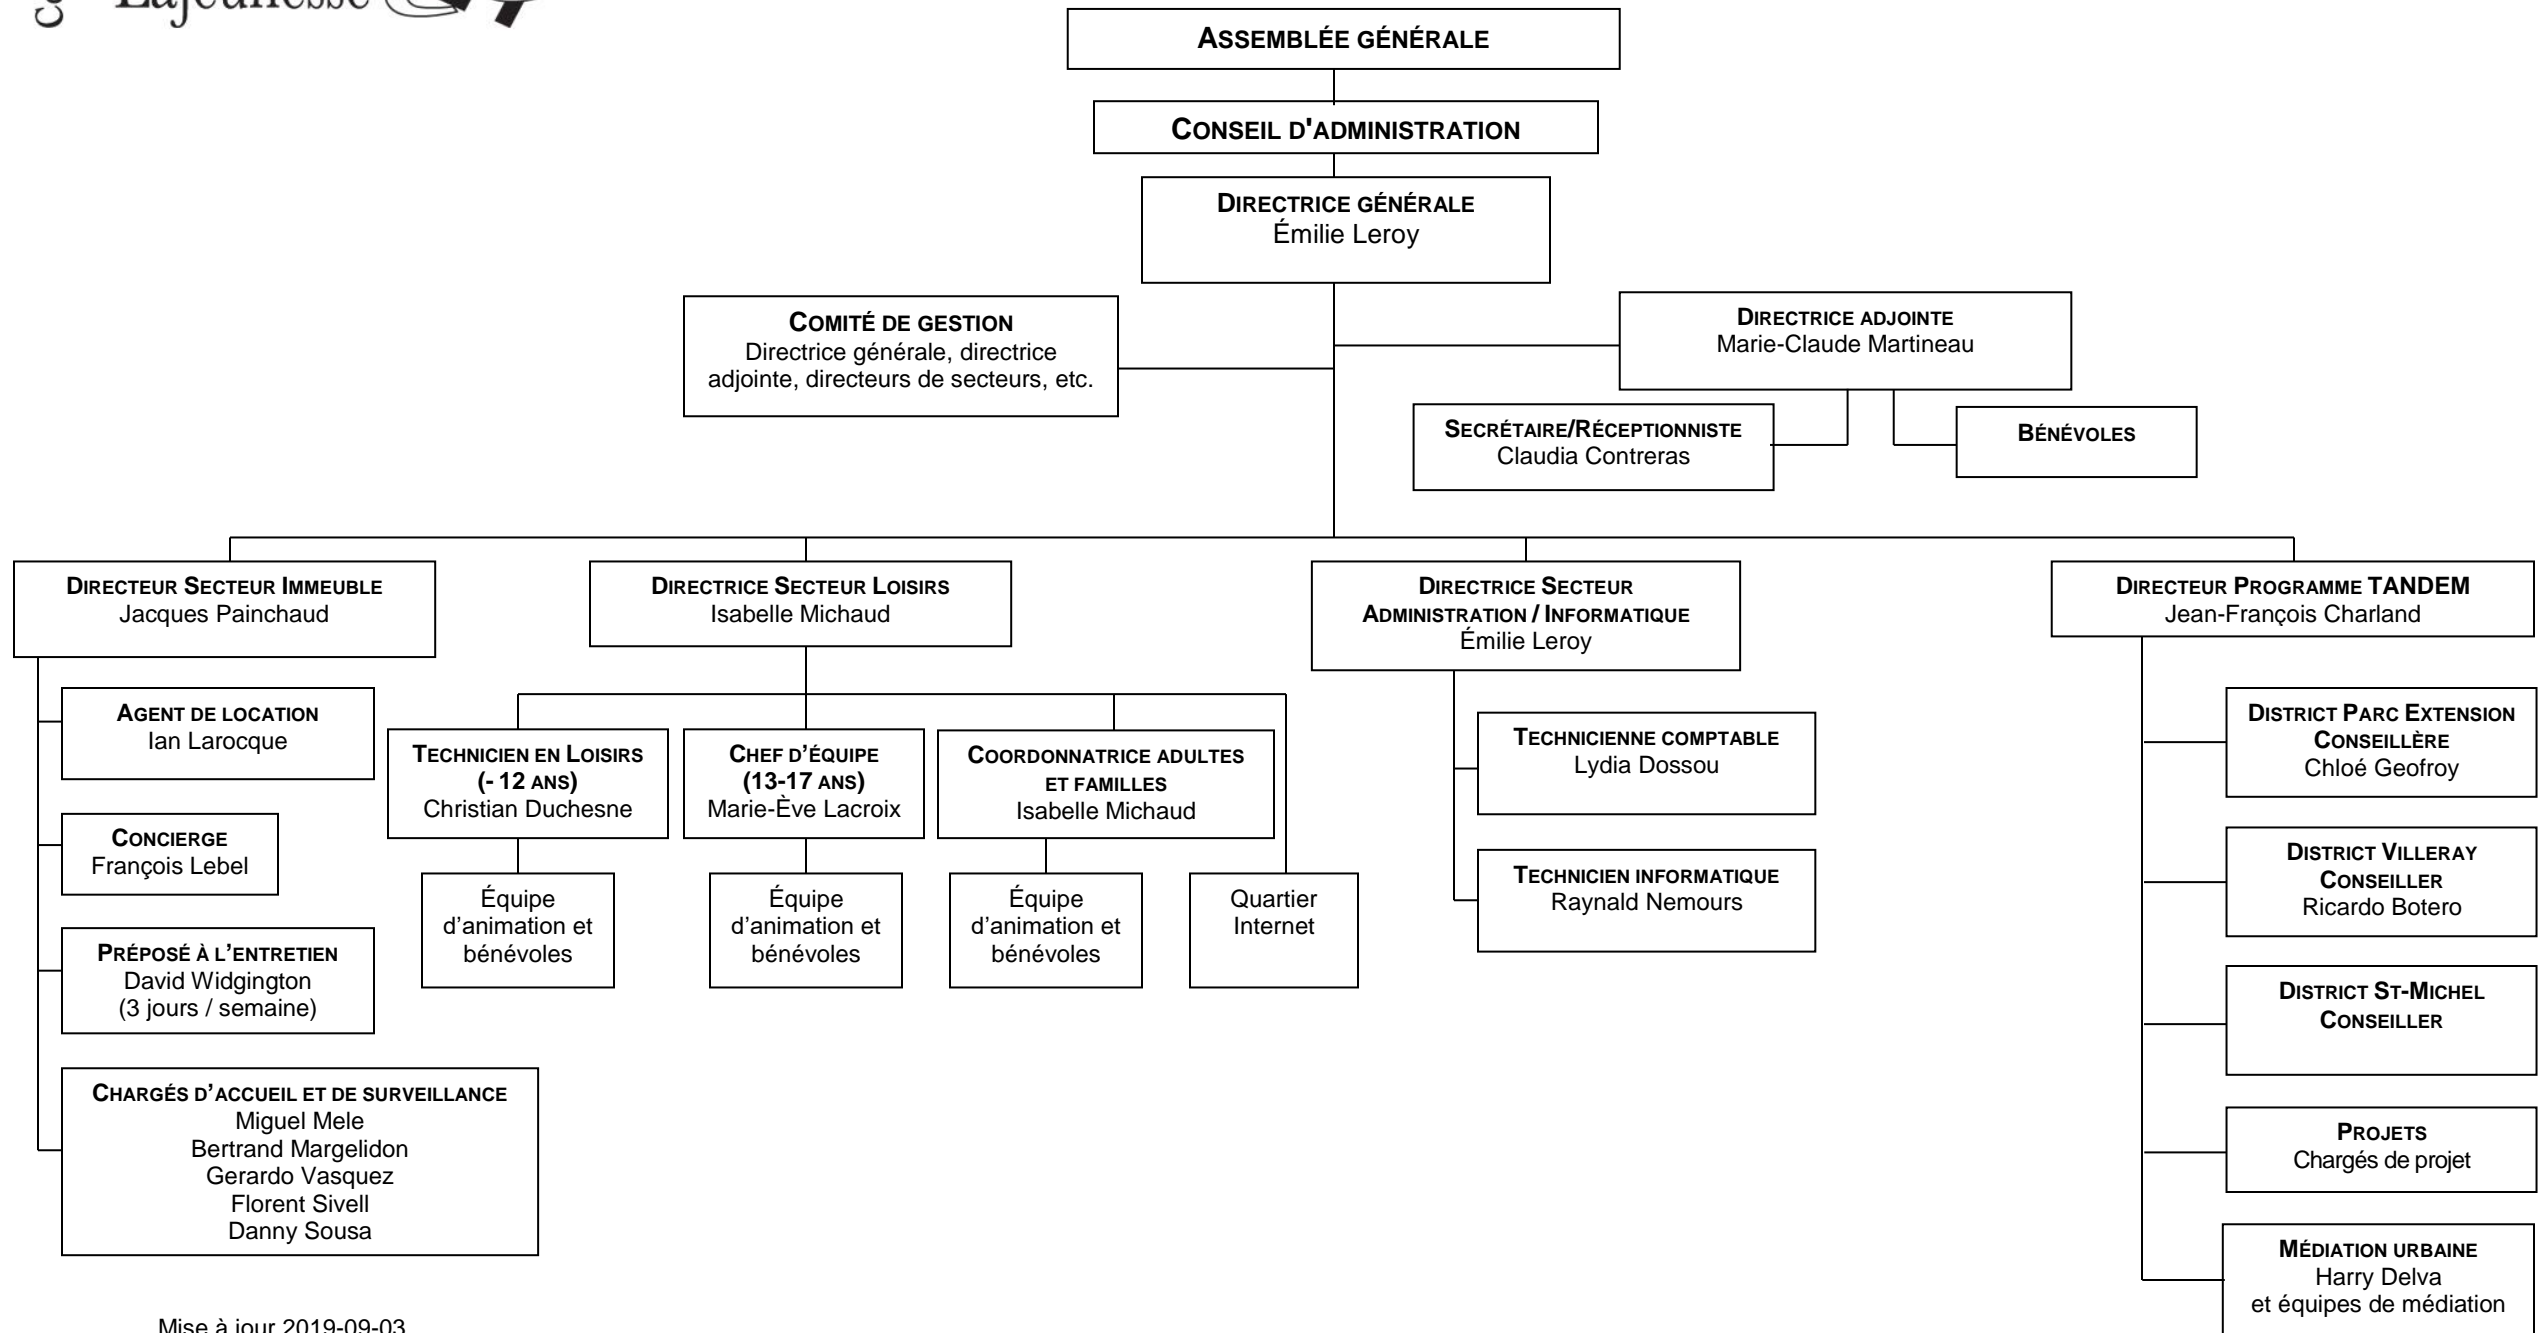 Lajeunesse
ASSEMBLÉE GÉNÉRALE
CONSEIL D'ADMINISTRATION
DIRECTRICE GÉNÉRALE
Émilie Leroy
COMITÉ DE GESTION
Directrice générale, directrice
adjointe, directeurs de secteurs, etc.
DIRECTRICE ADJOINTE
Marie-Claude Martineau
SECRÉTAIRE/RÉCEPTIONNISTE
Claudia Contreras
BÉNÉVOLES
DIRECTEUR SECTEUR IMMEUBLE
Jacques Painchaud
AGENT DE LOCATION
Ian Larocque
CONCIERGE
François Lebel
PRÉPOSÉ À L’ENTRETIEN
David Widgington
(3 jours / semaine)
CHARGÉS D’ACCUEIL ET DE SURVEILLANCE
Miguel Mele
Bertrand Margelidon
Gerardo Vasquez
Florent Sivell
Danny Sousa
DIRECTRICE SECTEUR LOISIRS
Isabelle Michaud
TECHNICIEN EN LOISIRS
(- 12 ANS)
Christian Duchesne
Équipe
d’animation et
bénévoles
CHEF D’ÉQUIPE
(13-17 ANS)
Marie-Ève Lacroix
Équipe
d’animation et
bénévoles
COORDONNATRICE ADULTES
ET FAMILLES
Isabelle Michaud
Équipe
d’animation et
bénévoles
Quartier
Internet
DIRECTRICE SECTEUR
ADMINISTRATION / INFORMATIQUE
Émilie Leroy
TECHNICIENNE COMPTABLE
Lydia Dossou
TECHNICIEN INFORMATIQUE
Raynald Nemours
DIRECTEUR PROGRAMME TANDEM
Jean-François Charland
DISTRICT PARC EXTENSION
CONSEILLÈRE
Chloé Geofroy
DISTRICT VILLERAY
CONSEILLER
Ricardo Botero
DISTRICT ST-MICHEL
CONSEILLER
PROJETS
Chargés de projet
MÉDIATION URBAINE
Harry Delva
et équipes de médiation
Mise à jour 2019-09-03